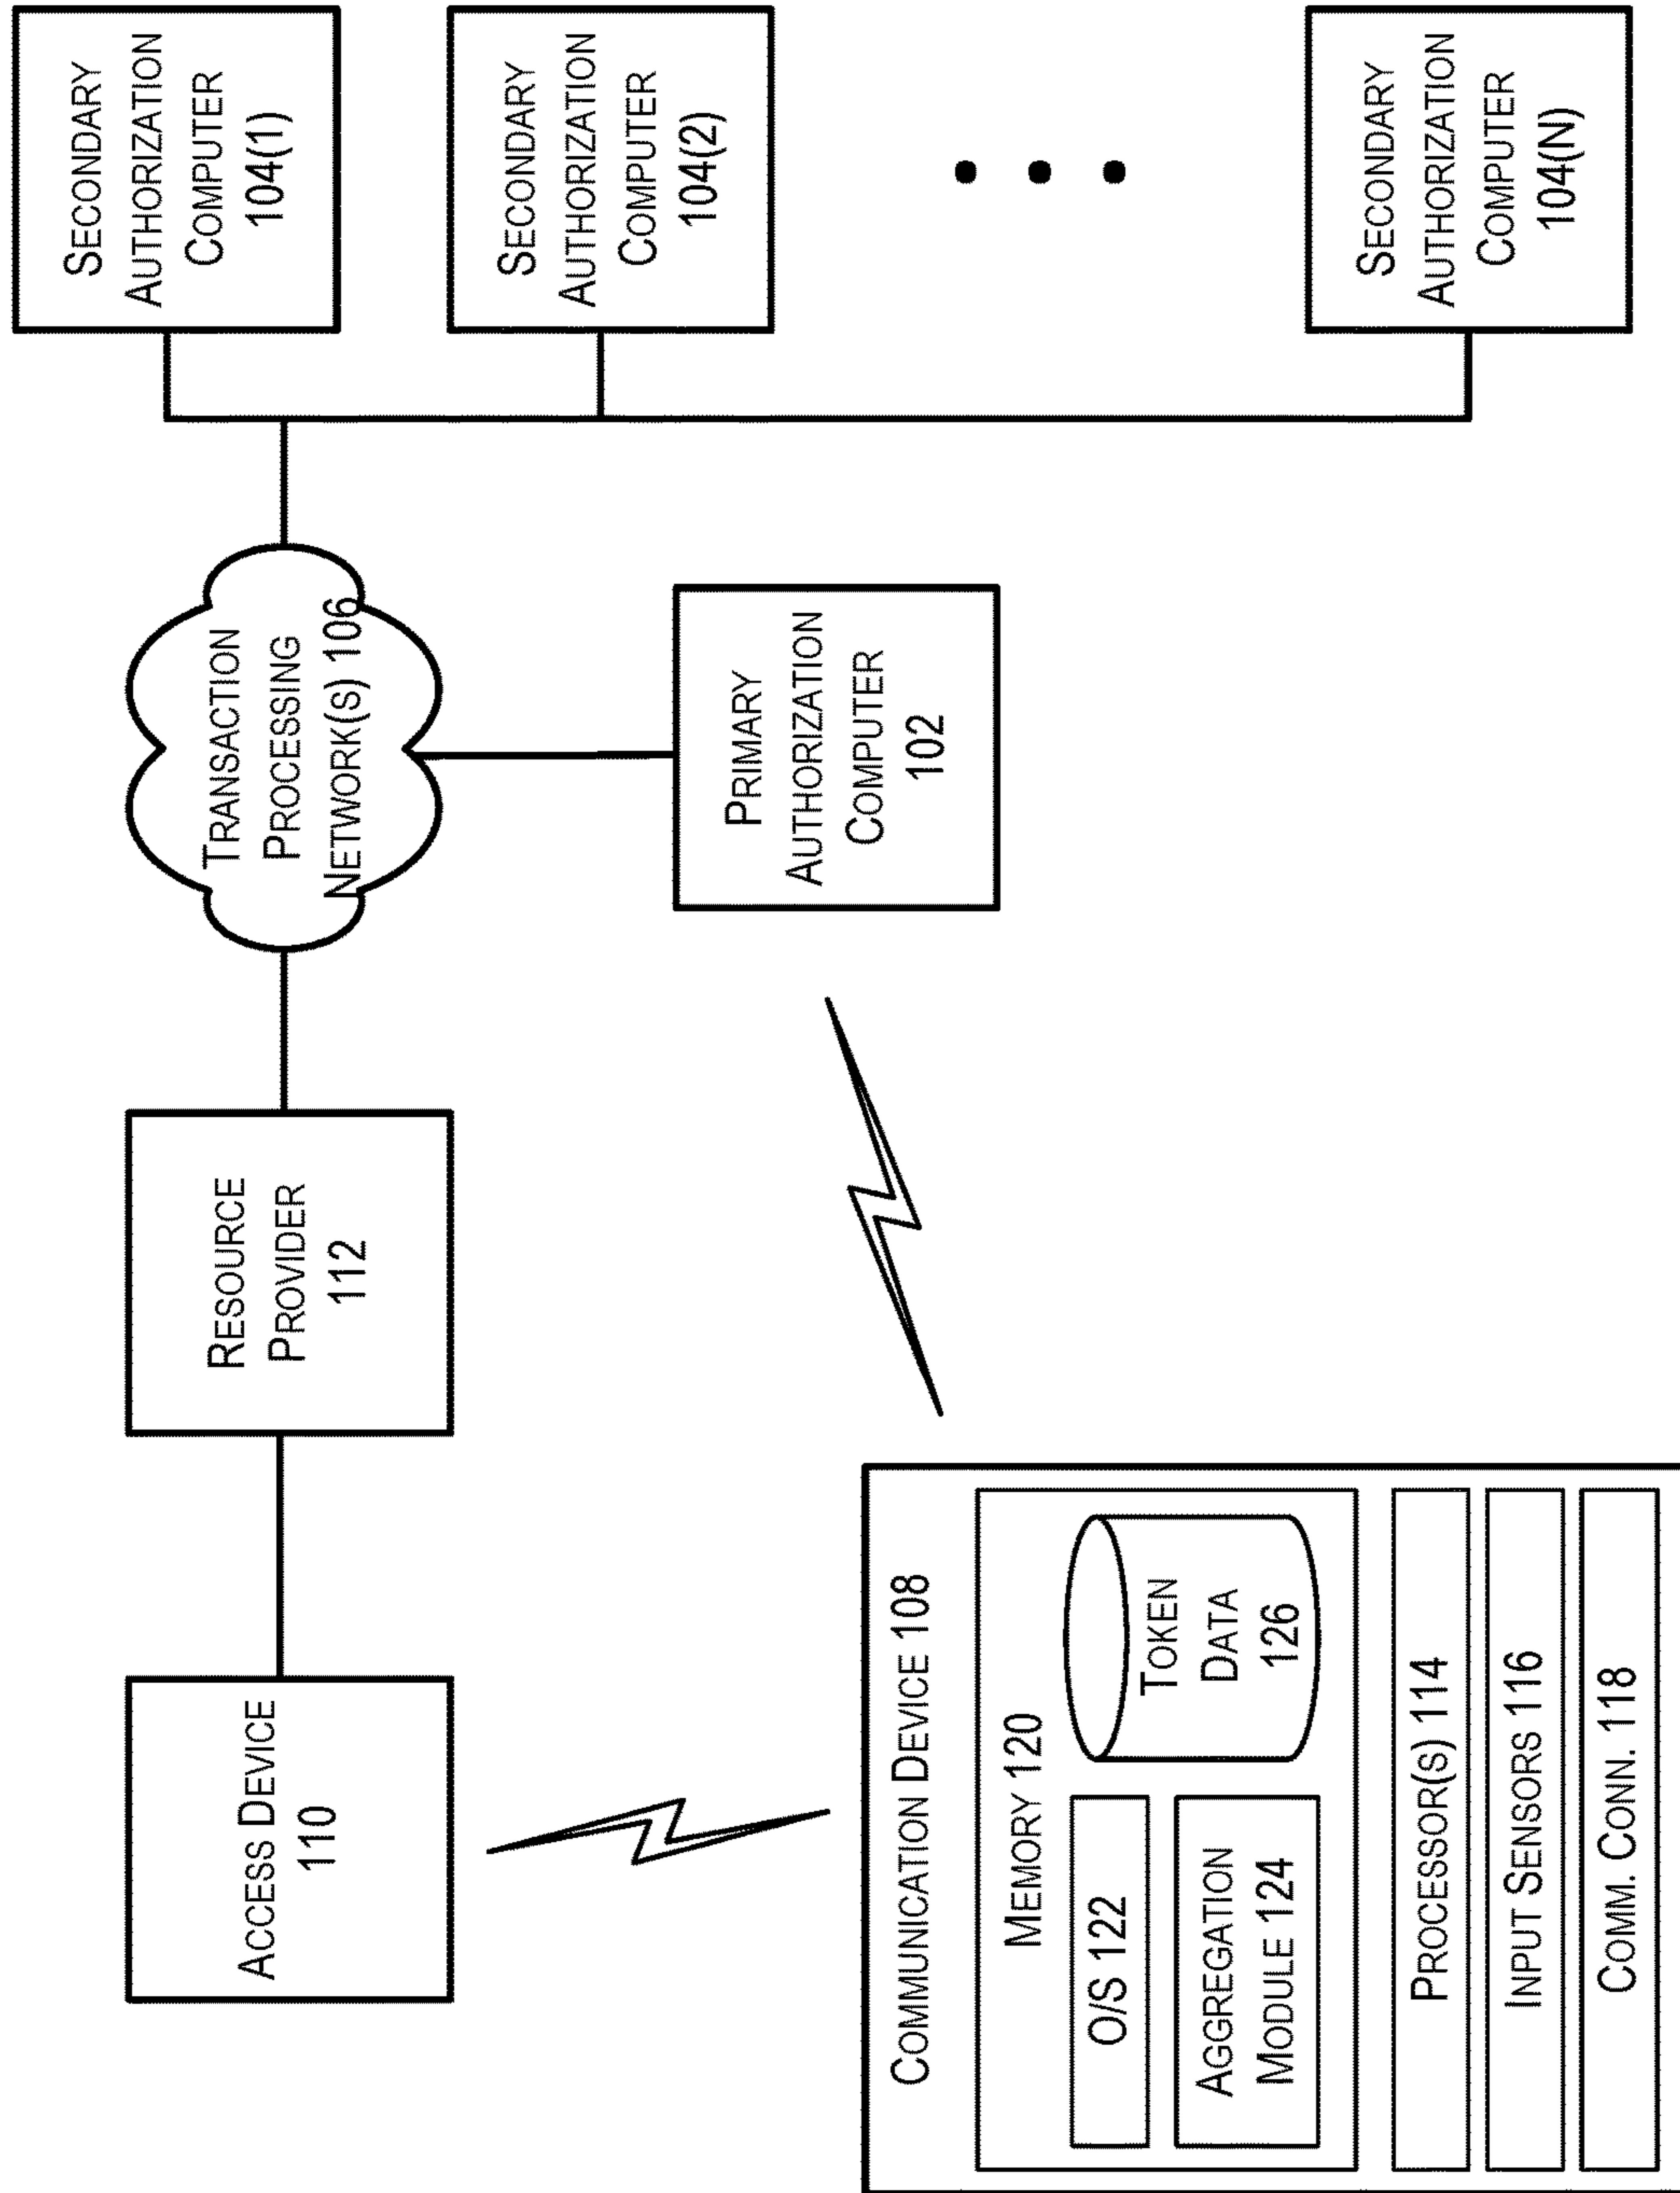 ACCESS DEVICE
110
RESOURCE
PROVIDER
112
TRANSACTION
PROCESSING
NETWORK(S) 106
SECONDARY
AUTHORIZATION
COMPUTER
104(1)
SECONDARY
AUTHORIZATION
COMPUTER
104(2)
SECONDARY
AUTHORIZATION
COMPUTER
104(N)
PRIMARY
AUTHORIZATION
COMPUTER
102
COMMUNICATION DEVICE 108
MEMORY 120
O/S 122
AGGREGATION
MODULE 124
TOKEN
DATA
126
PROCESSOR(S) 114
INPUT SENSORS 116
COMM. CONN. 118